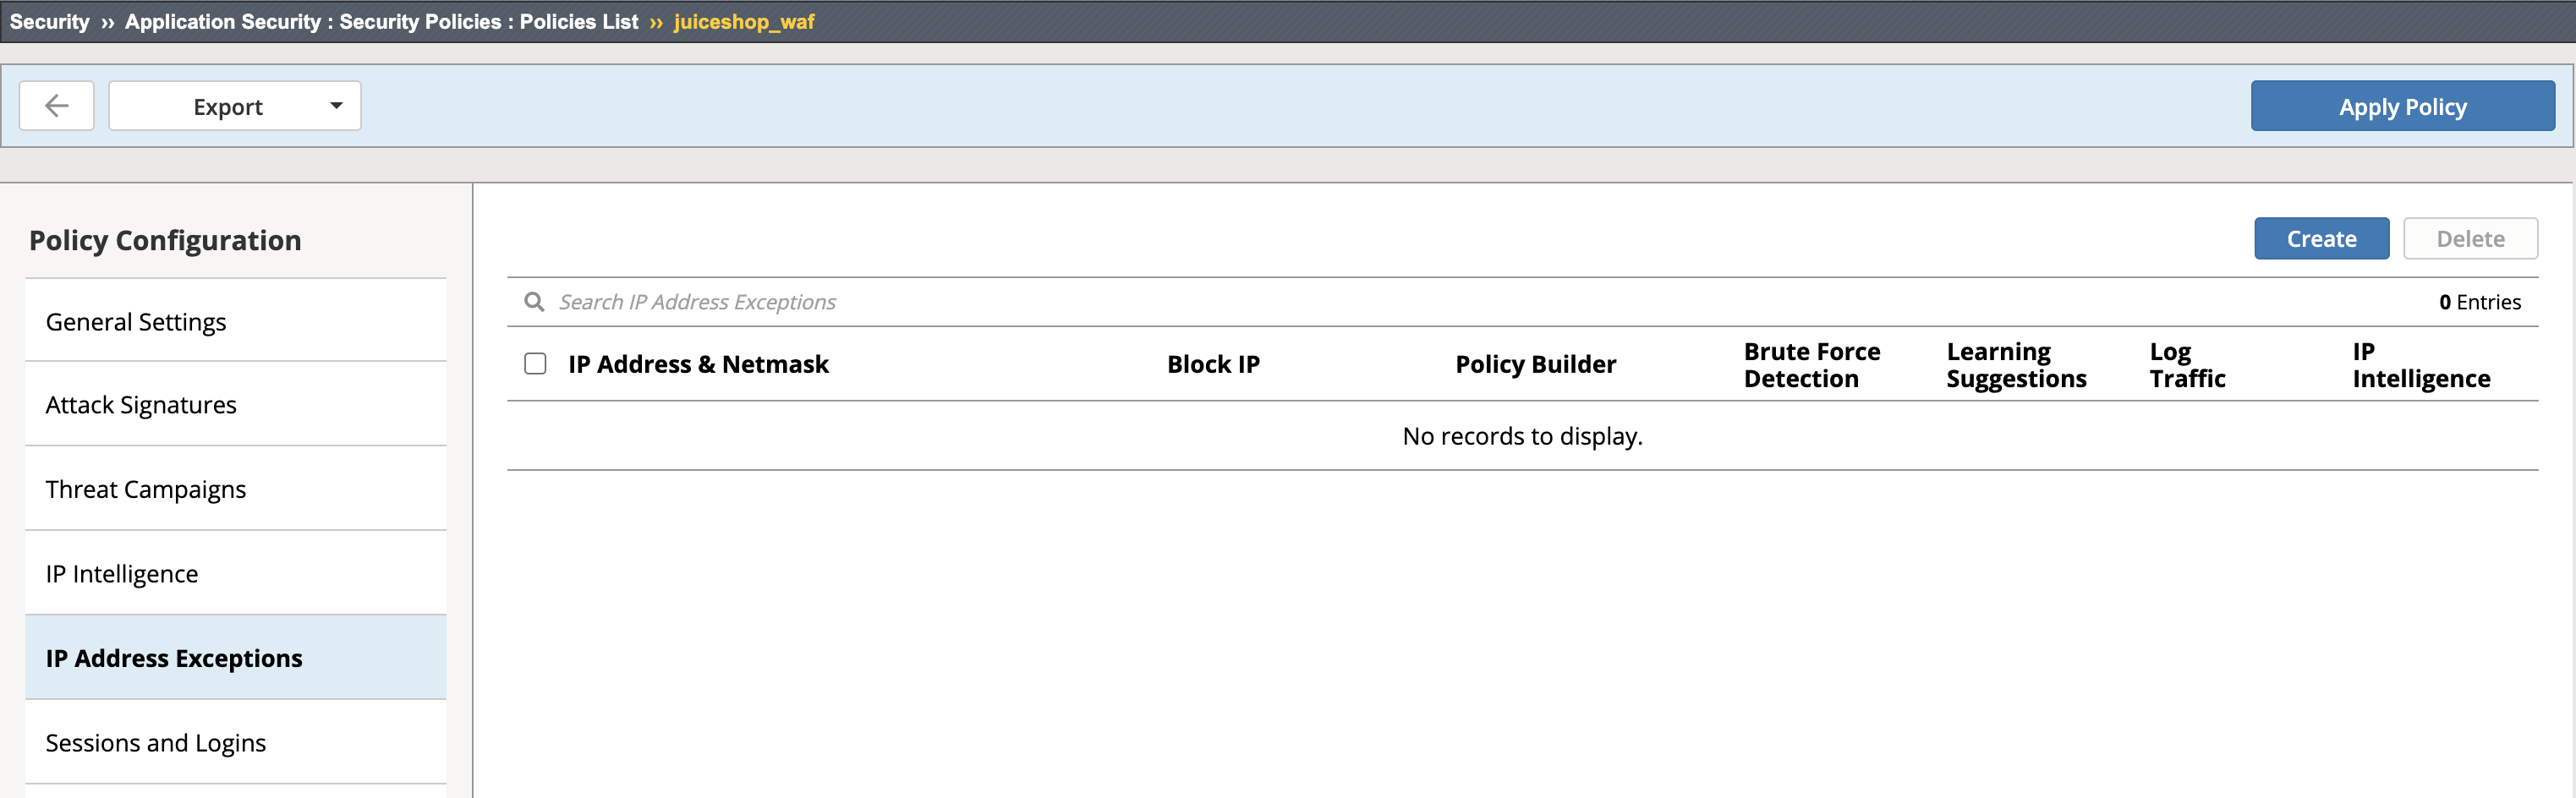 Security ›› Application Security : Security Policies : Policies List ›› juiceshop_waf
Export
Apply Policy
Policy Configuration
General Settings
Attack Signatures
Threat Campaigns
IP Intelligence
IP Address Exceptions
Sessions and Logins
Create Delete
Search IP Address Exceptions 0 Entries
IP Address & Netmask Block IP Policy Builder Brute Force Detection Learning Suggestions Log Traffic IP Intelligence
No records to display.